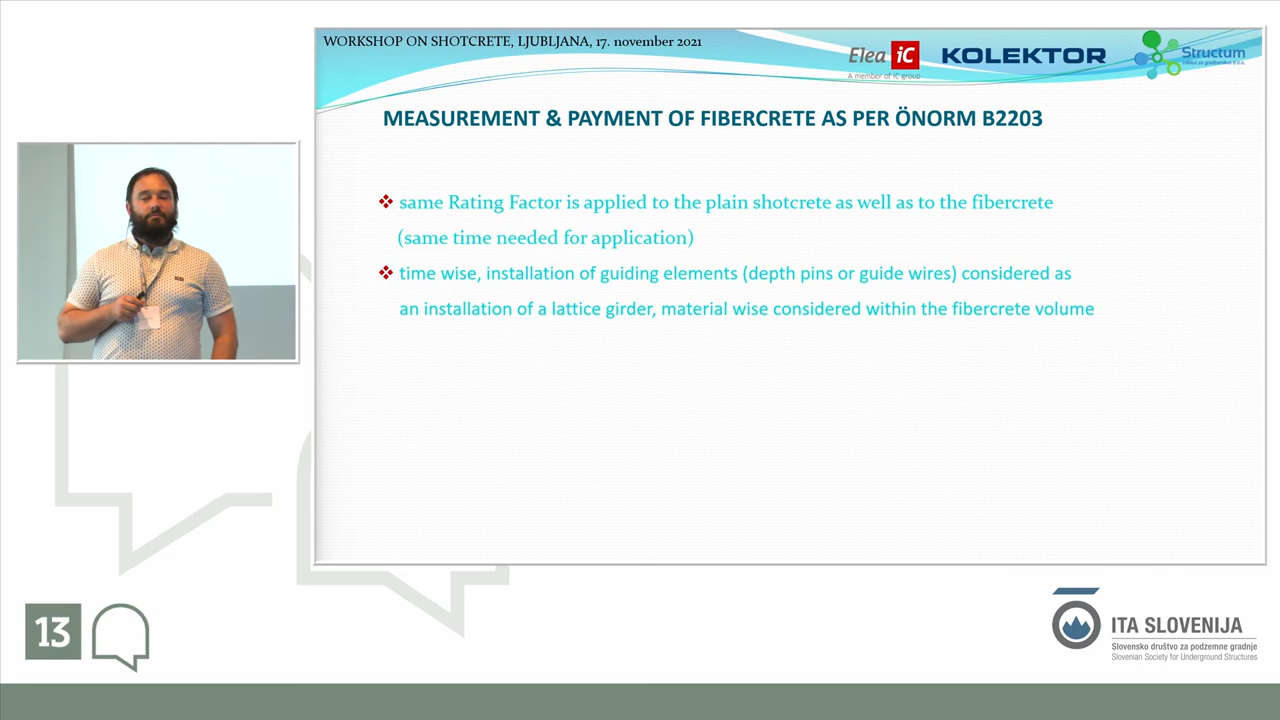 WORKSHOP ON SHOTCRETE, LJUBLJANA, 17. november 2021
Elea iC
A member of iC group
KOLEKTOR
Structum
MEASUREMENT & PAYMENT OF FIBERCRETE AS PER ÖNORM B2203
❖ same Rating Factor is applied to the plain shotcrete as well as to the fibercrete
(same time needed for application)
❖ time wise, installation of guiding elements (depth pins or guide wires) considered as
an installation of a lattice girder, material wise considered within the fibercrete volume
13
ITA SLOVENIJA
Slovensko društvo za podzemne gradnje
Slovenian Society for Underground Structures